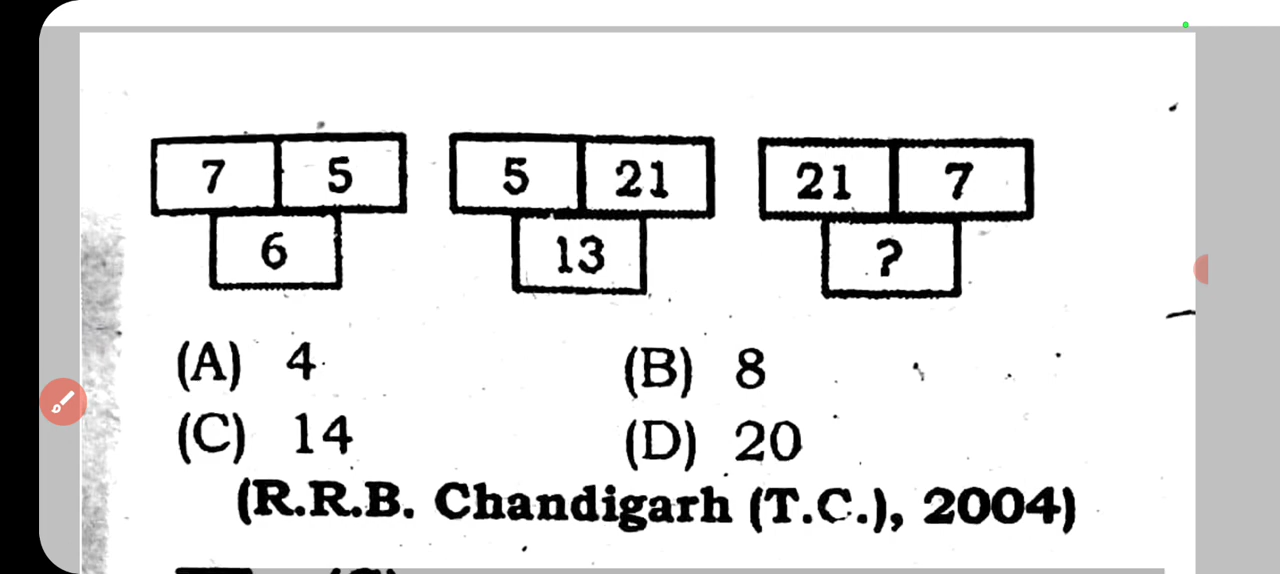 7 5 5 21 21 7
6 13 ?
(A) 4 (B) 8
(C) 14 (D) 20
(R.R.B. Chandigarh (T.C.), 2004)